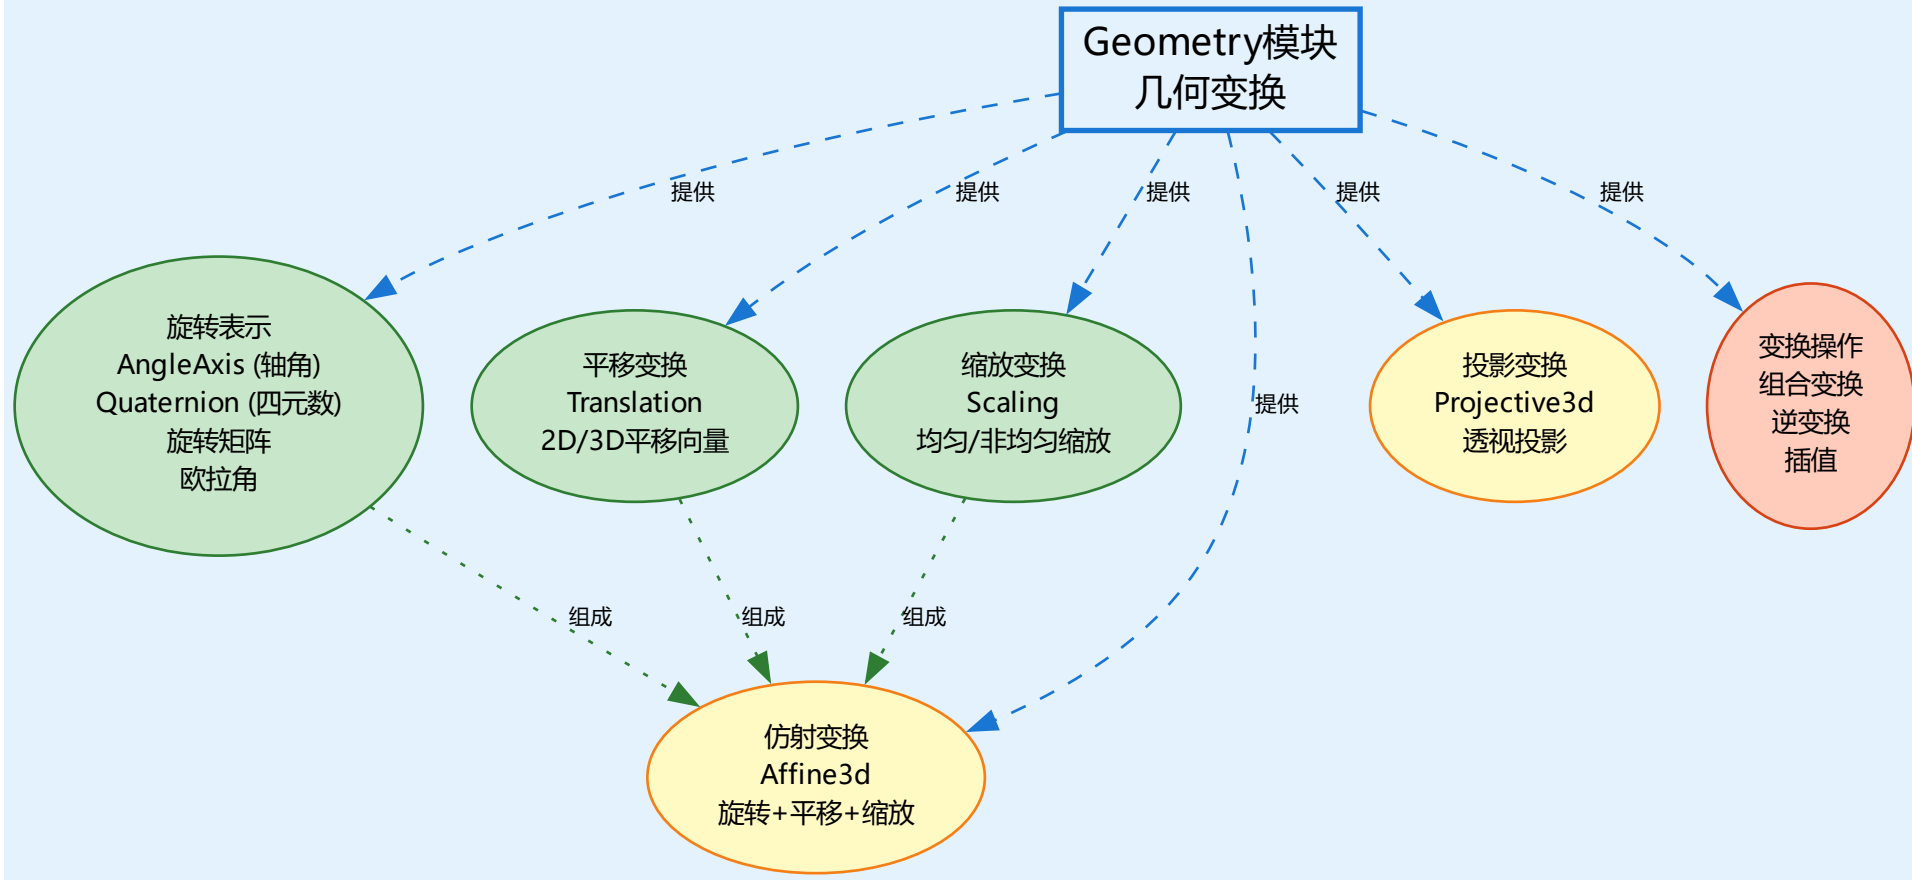 Geometry模块
几何变换
提供
提供
提供
提供
提供
提供
旋转表示
AngleAxis (轴角)
Quaternion (四元数)
旋转矩阵
欧拉角
平移变换
Translation
2D/3D平移向量
缩放变换
Scaling
均匀/非均匀缩放
投影变换
Projective3d
透视投影
变换操作
组合变换
逆变换
插值
组成
组成
组成
仿射变换
Affine3d
旋转+平移+缩放